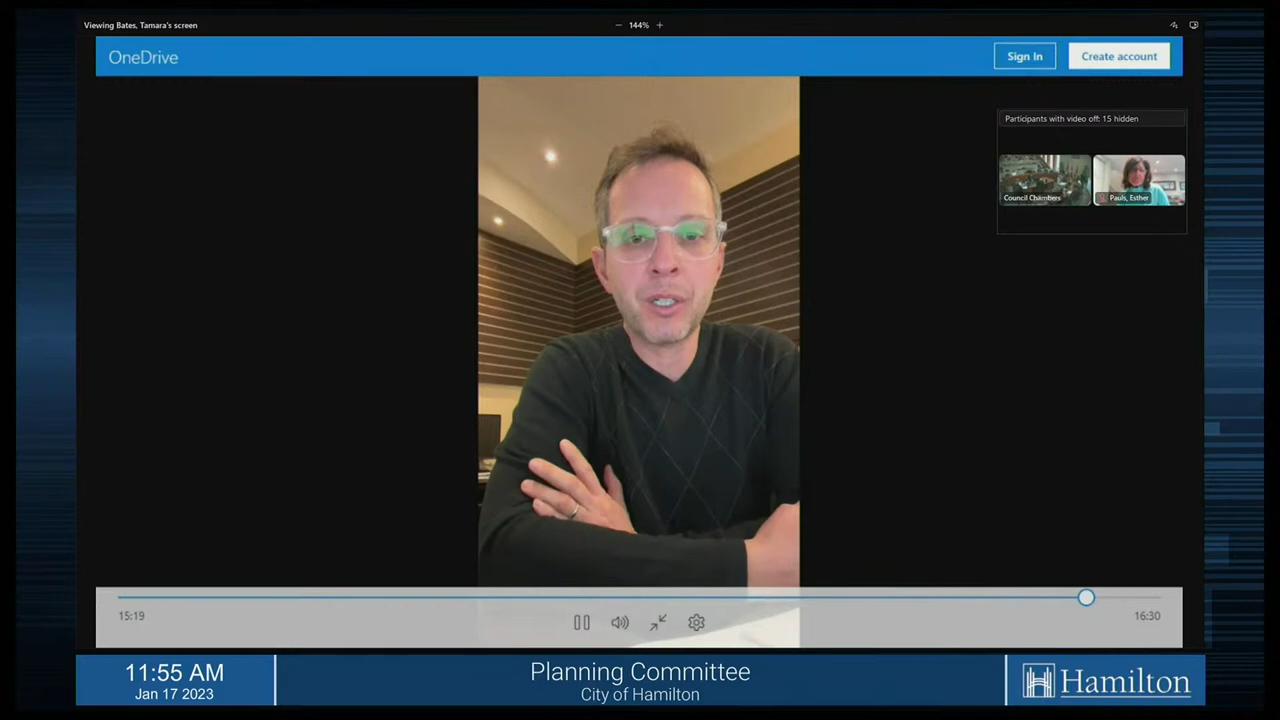 Viewing Bates, Tamara's screen
144%
OneDrive
Sign In
Create account
Participants with video off: 15 hidden
Council Chambers
Pauls, Esther
15:19
16:30
11:55 AM
Jan 17 2023
Planning Committee
City of Hamilton
Hamilton